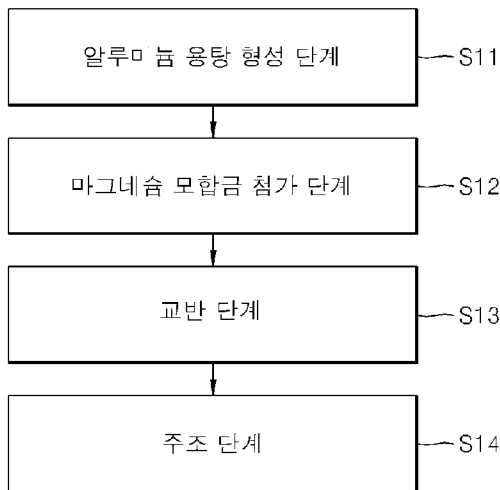 알루미늄 용탕 형성 단계 S11
마그네슘 모합금 첨가 단계 S12
교반 단계 S13
주조 단계 S14